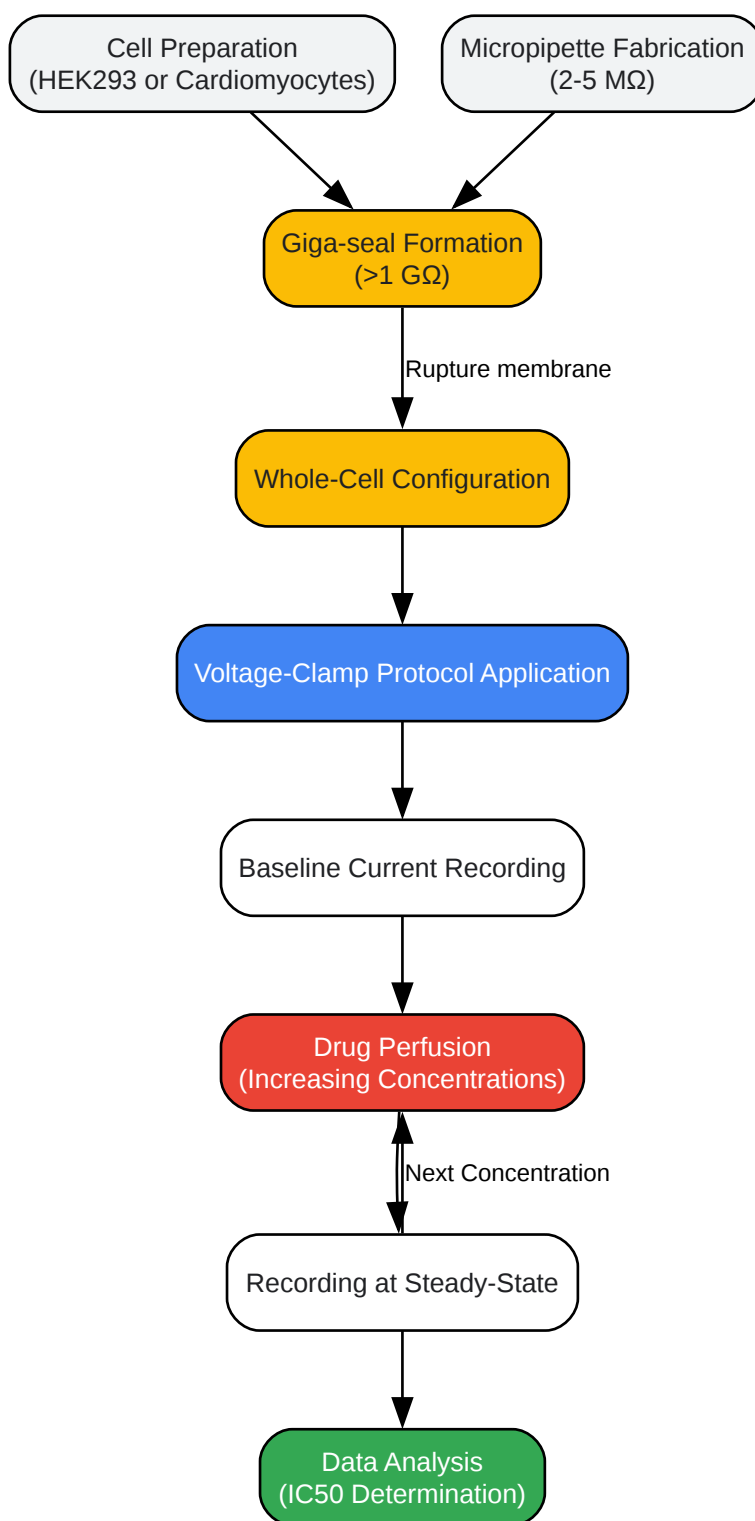 Cell Preparation
(HEK293 or Cardiomyocytes)
Micropipette Fabrication
(2-5 MΩ)
Giga-seal Formation
(>1 GΩ)
Rupture membrane
Whole-Cell Configuration
Voltage-Clamp Protocol Application
Baseline Current Recording
Drug Perfusion
(Increasing Concentrations)
Next Concentration
Recording at Steady-State
Data Analysis
(IC50 Determination)